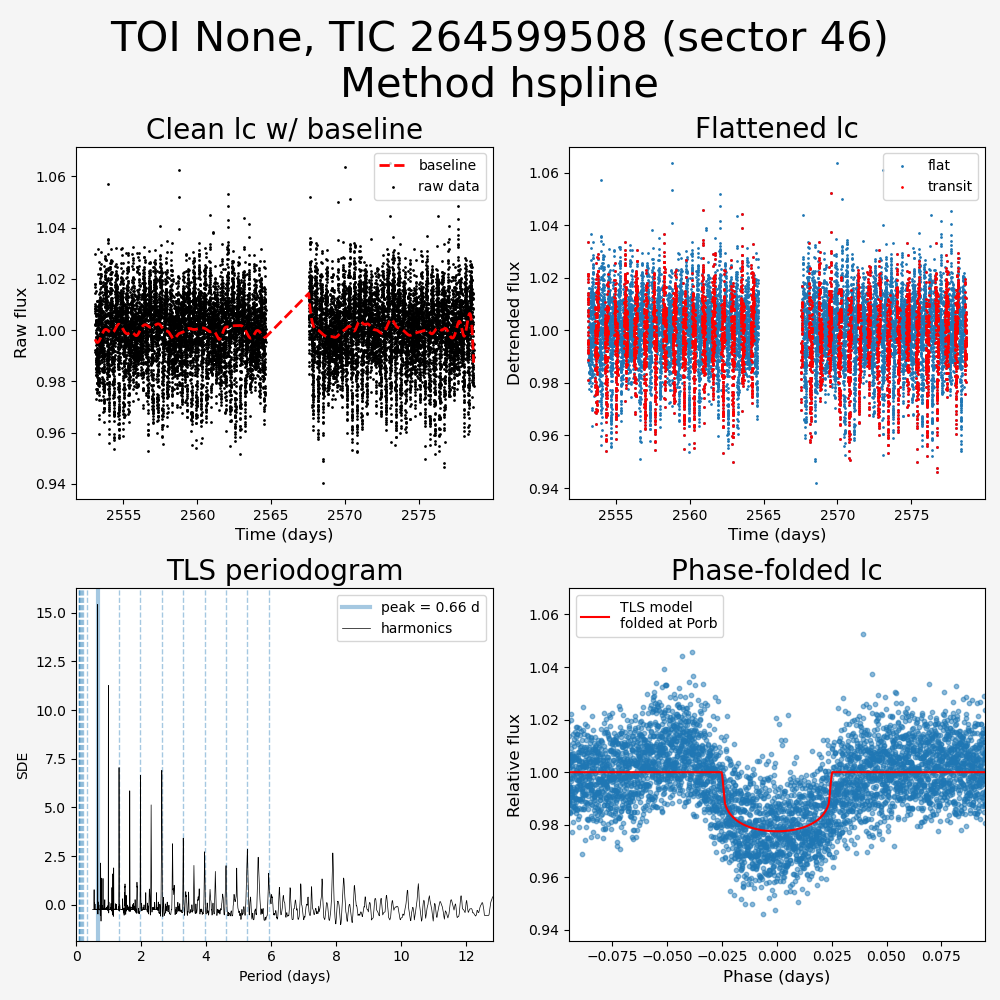 TOI None, TIC 264599508 (sector 46)
Method hspline
Clean lc w/ baseline
baseline
raw data
1.06
1.04
1.02
1.00
0.98
0.96
0.94
Raw flux
2555 2560 2565 2570 2575
Time (days)
Flattened lc
flat
transit
1.06
1.04
1.02
1.00
0.98
0.96
0.94
Detrended flux
2555 2560 2565 2570 2575
Time (days)
TLS periodogram
peak = 0.66 d
harmonics
15.0
12.5
10.0
7.5
5.0
2.5
0.0
SDE
0 2 4 6 8 10 12
Period (days)
Phase-folded lc
TLS model
folded at Porb
1.06
1.04
1.02
1.00
0.98
0.96
0.94
Relative flux
−0.075 −0.050 −0.025 0.000 0.025 0.050 0.075
Phase (days)